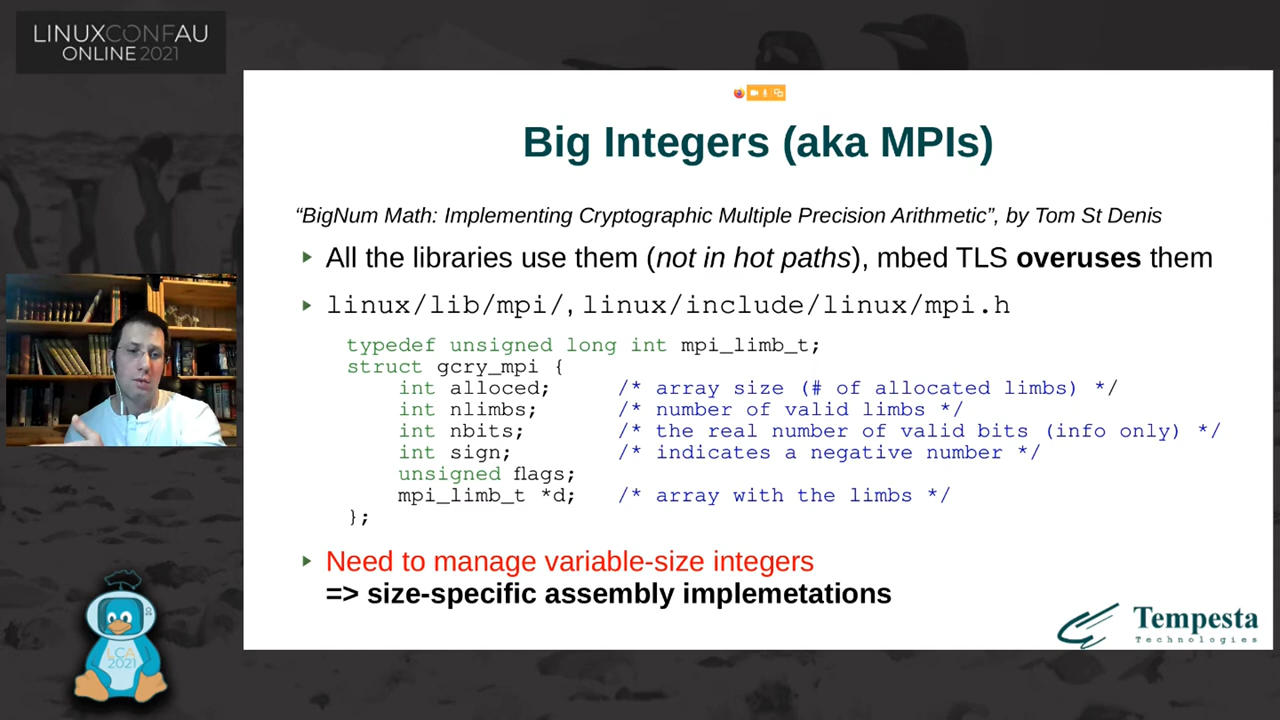 LINUXCONFAU
ONLINE 2021
Big Integers (aka MPIs)
“BigNum Math: Implementing Cryptographic Multiple Precision Arithmetic”, by Tom St Denis
All the libraries use them (not in hot paths), mbed TLS overuses them
linux/lib/mpi/, linux/include/linux/mpi.h
typedef unsigned long int mpi_limb_t;
struct gcry_mpi {
int alloced; /* array size (# of allocated limbs) */
int nlimbs; /* number of valid limbs */
int nbits; /* the real number of valid bits (info only) */
int sign; /* indicates a negative number */
unsigned flags;
mpi_limb_t *d; /* array with the limbs */
};
Need to manage variable-size integers
=> size-specific assembly implemetations
Tempesta
Technologies
LCA
2021